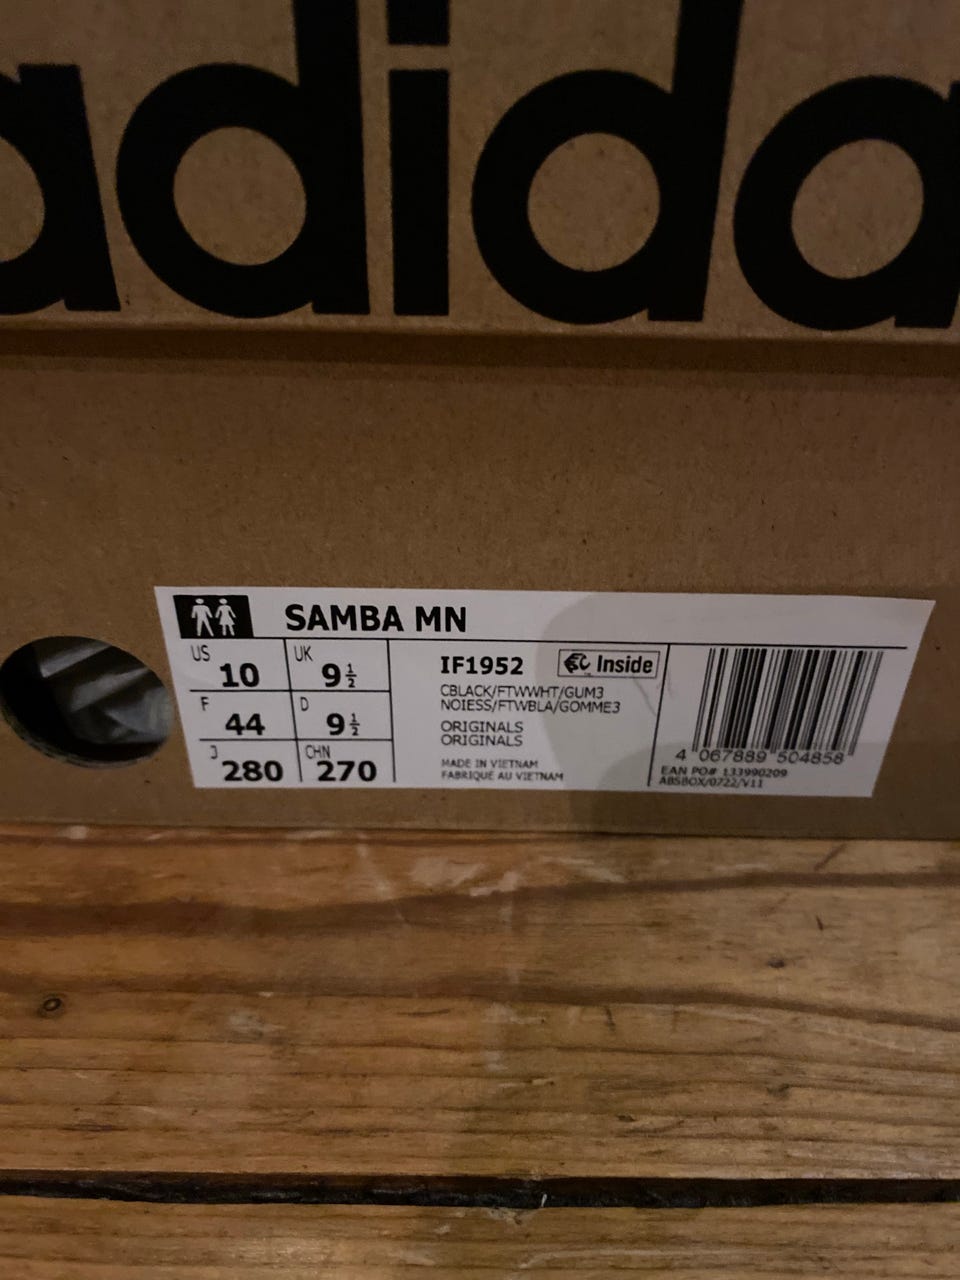 adidas
SAMBA MN
US 10 UK 9½
F 44 D 9½
J 280 CHN 270
IF1952 EC Inside
CBLACK/FTWWHT/GUM3
NOIESS/FTWBLA/GOMME3
ORIGINALS
ORIGINALS
MADE IN VIETNAM
FABRIQUÉ AU VIETNAM
4 067889 504858
EAN PO# 133990209
ABSBOX/0722/V11